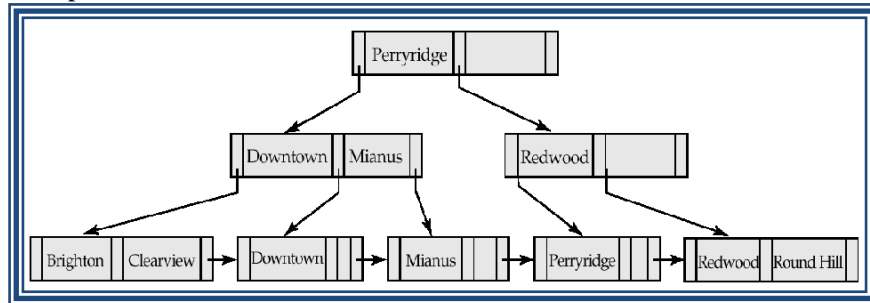 Perryridge
Downtown Mianus Redwood
Brighton Clearview Downtown Mianus Perryridge Redwood Round Hill